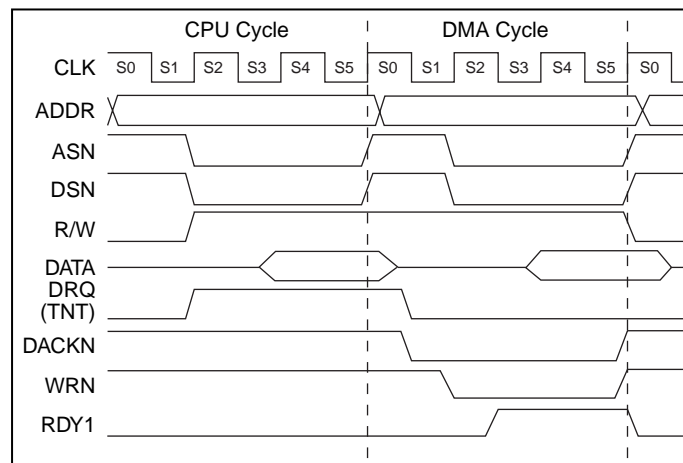 CPU Cycle DMA Cycle
CLK S0 S1 S2 S3 S4 S5 S0 S1 S2 S3 S4 S5 S0
ADDR
ASN
DSN
R/W
DATA
DRQ
(TNT)
DACKN
WRN
RDY1